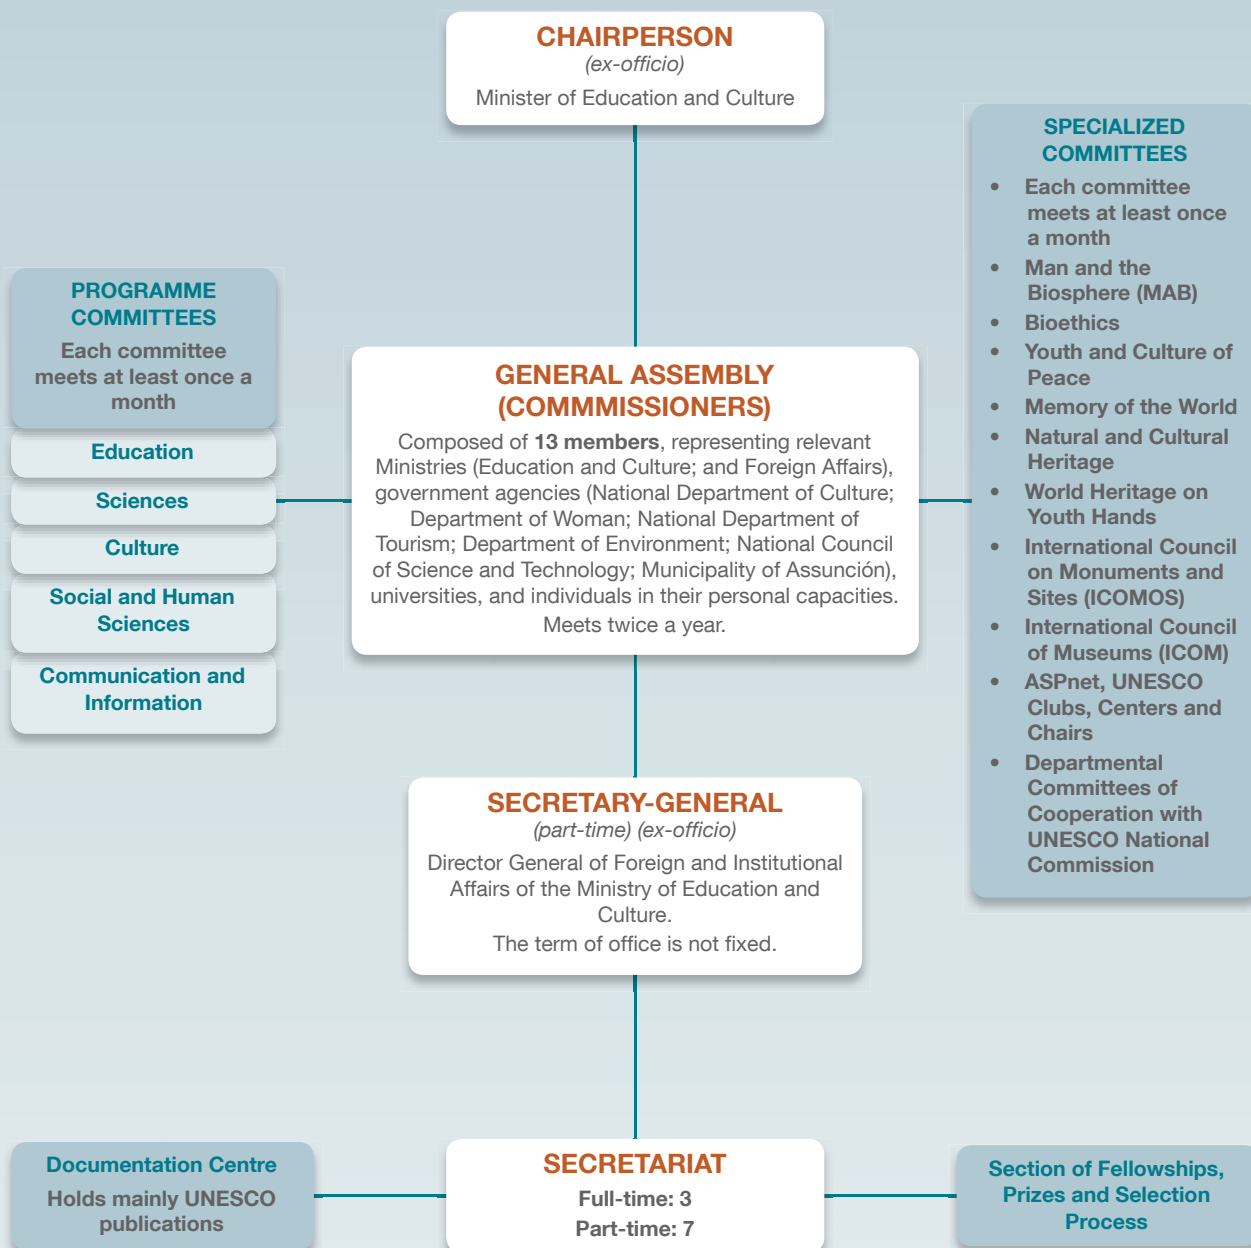 CHAIRPERSON
(ex-officio)
Minister of Education and Culture
SPECIALIZED
COMMITTEES
• Each committee
meets at least once
a month
• Man and the
Biosphere (MAB)
• Bioethics
• Youth and Culture of
Peace
• Memory of the World
• Natural and Cultural
Heritage
• World Heritage on
Youth Hands
• International Council
on Monuments and
Sites (ICOMOS)
• International Council
of Museums (ICOM)
• ASPnet, UNESCO
Clubs, Centers and
Chairs
• Departmental
Committees of
Cooperation with
UNESCO National
Commission
PROGRAMME
COMMITTEES
Each committee
meets at least once a
month
Education
Sciences
Culture
Social and Human
Sciences
Communication and
Information
GENERAL ASSEMBLY
(COMMMISSIONERS)
Composed of 13 members, representing relevant
Ministries (Education and Culture; and Foreign Affairs),
government agencies (National Department of Culture;
Department of Woman; National Department of
Tourism; Department of Environment; National Council
of Science and Technology; Municipality of Assunción),
universities, and individuals in their personal capacities.
Meets twice a year.
SECRETARY-GENERAL
(part-time) (ex-officio)
Director General of Foreign and Institutional
Affairs of the Ministry of Education and
Culture.
The term of office is not fixed.
Documentation Centre
Holds mainly UNESCO
publications
SECRETARIAT
Full-time: 3
Part-time: 7
Section of Fellowships,
Prizes and Selection
Process